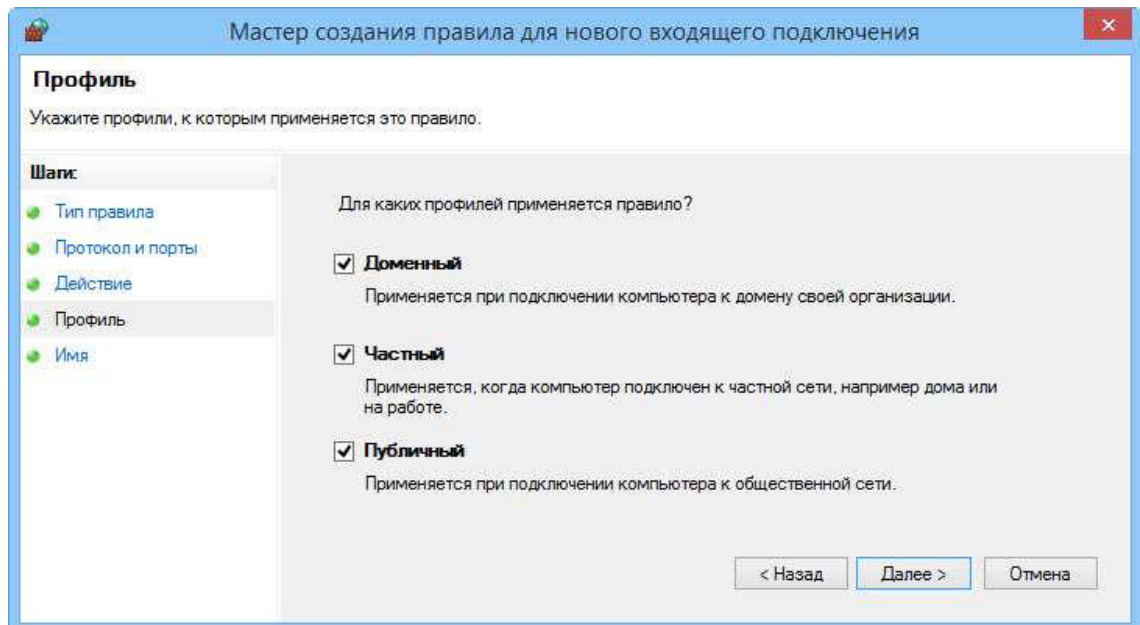 Мастер создания правила для нового входящего подключения
Профиль
Укажите профили, к которым применяется это правило.
Шаги:
Тип правила
Протокол и порты
Действие
Профиль
Имя
Для каких профилей применяется правило?
Доменный
Применяется при подключении компьютера к домену своей организации.
Частный
Применяется, когда компьютер подключен к частной сети, например дома или
на работе.
Публичный
Применяется при подключении компьютера к общественной сети.
< Назад
Далее >
Отмена